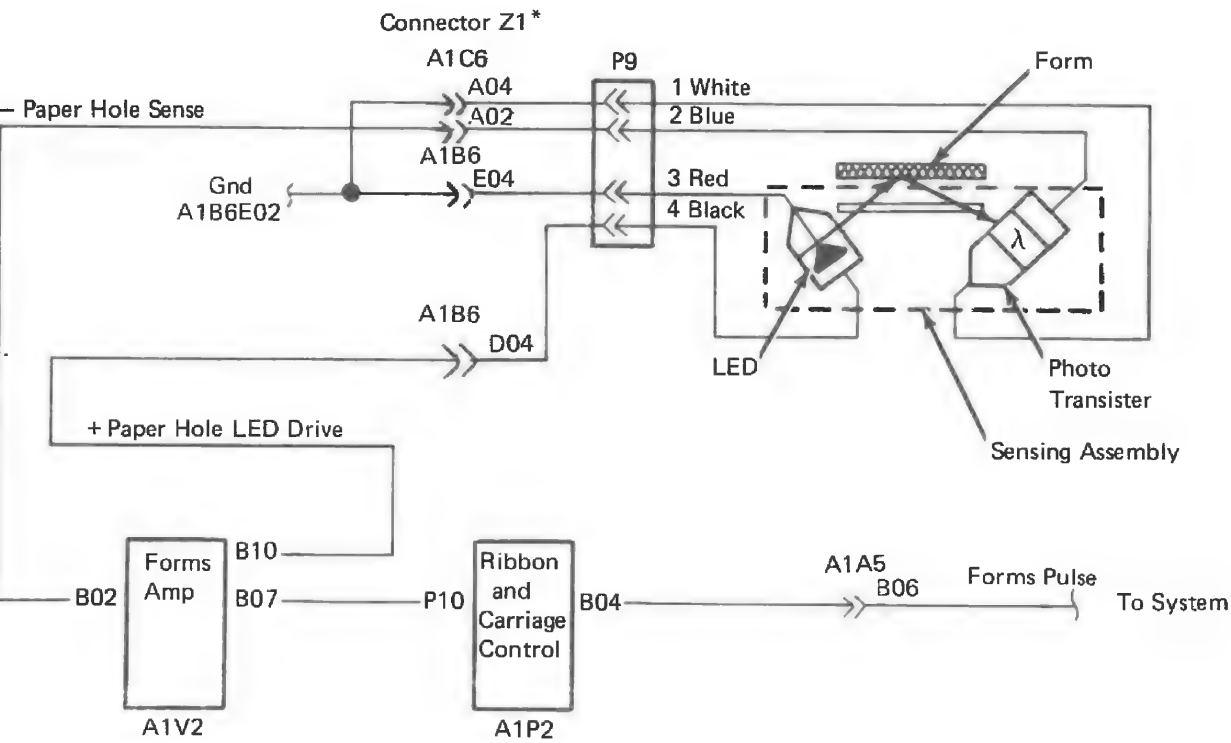 Connector Z1*
A1C6
P9
Form
A04
1 White
– Paper Hole Sense
A02
2 Blue
A1B6
Gnd
A1B6E02
E04
3 Red
4 Black
λ
A1B6
D04
LED
Photo
Transister
+ Paper Hole LED Drive
Sensing Assembly
B10
Forms
Amp
B02
B07
P10
Ribbon
and
Carriage
Control
B04
A1A5
B06
Forms Pulse
To System
A1V2
A1P2